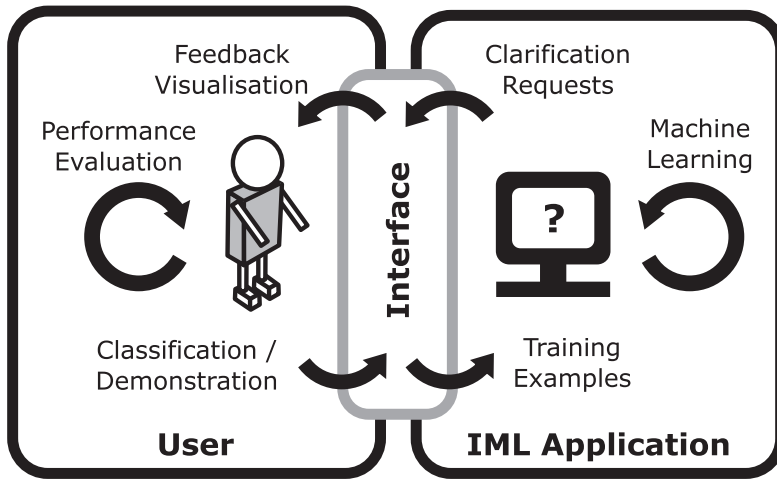 Feedback
Visualisation
Performance
Evaluation
Classification /
Demonstration
User
Interface
Clarification
Requests
Machine
Learning
?
Training
Examples
IML Application